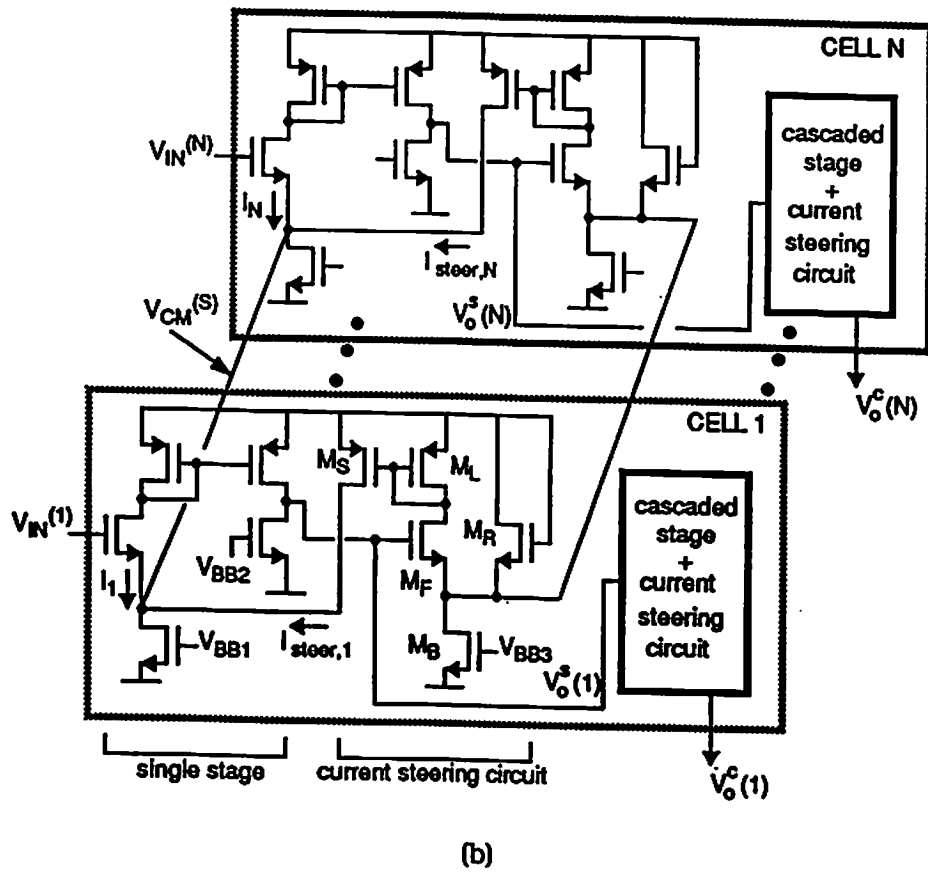 CELL N
V_IN^(N)
I_N
I_steer,N
V_o^s(N)
cascaded
stage
+
current
steering
circuit
V_o^c(N)
V_CM^(S)
CELL 1
M_S
M_L
V_IN^(1)
I_1
V_BB2
M_R
M_F
V_BB1
I_steer,1
M_B
V_BB3
V_o^s(1)
cascaded
stage
+
current
steering
circuit
V_o^c(1)
single stage
current steering circuit
(b)